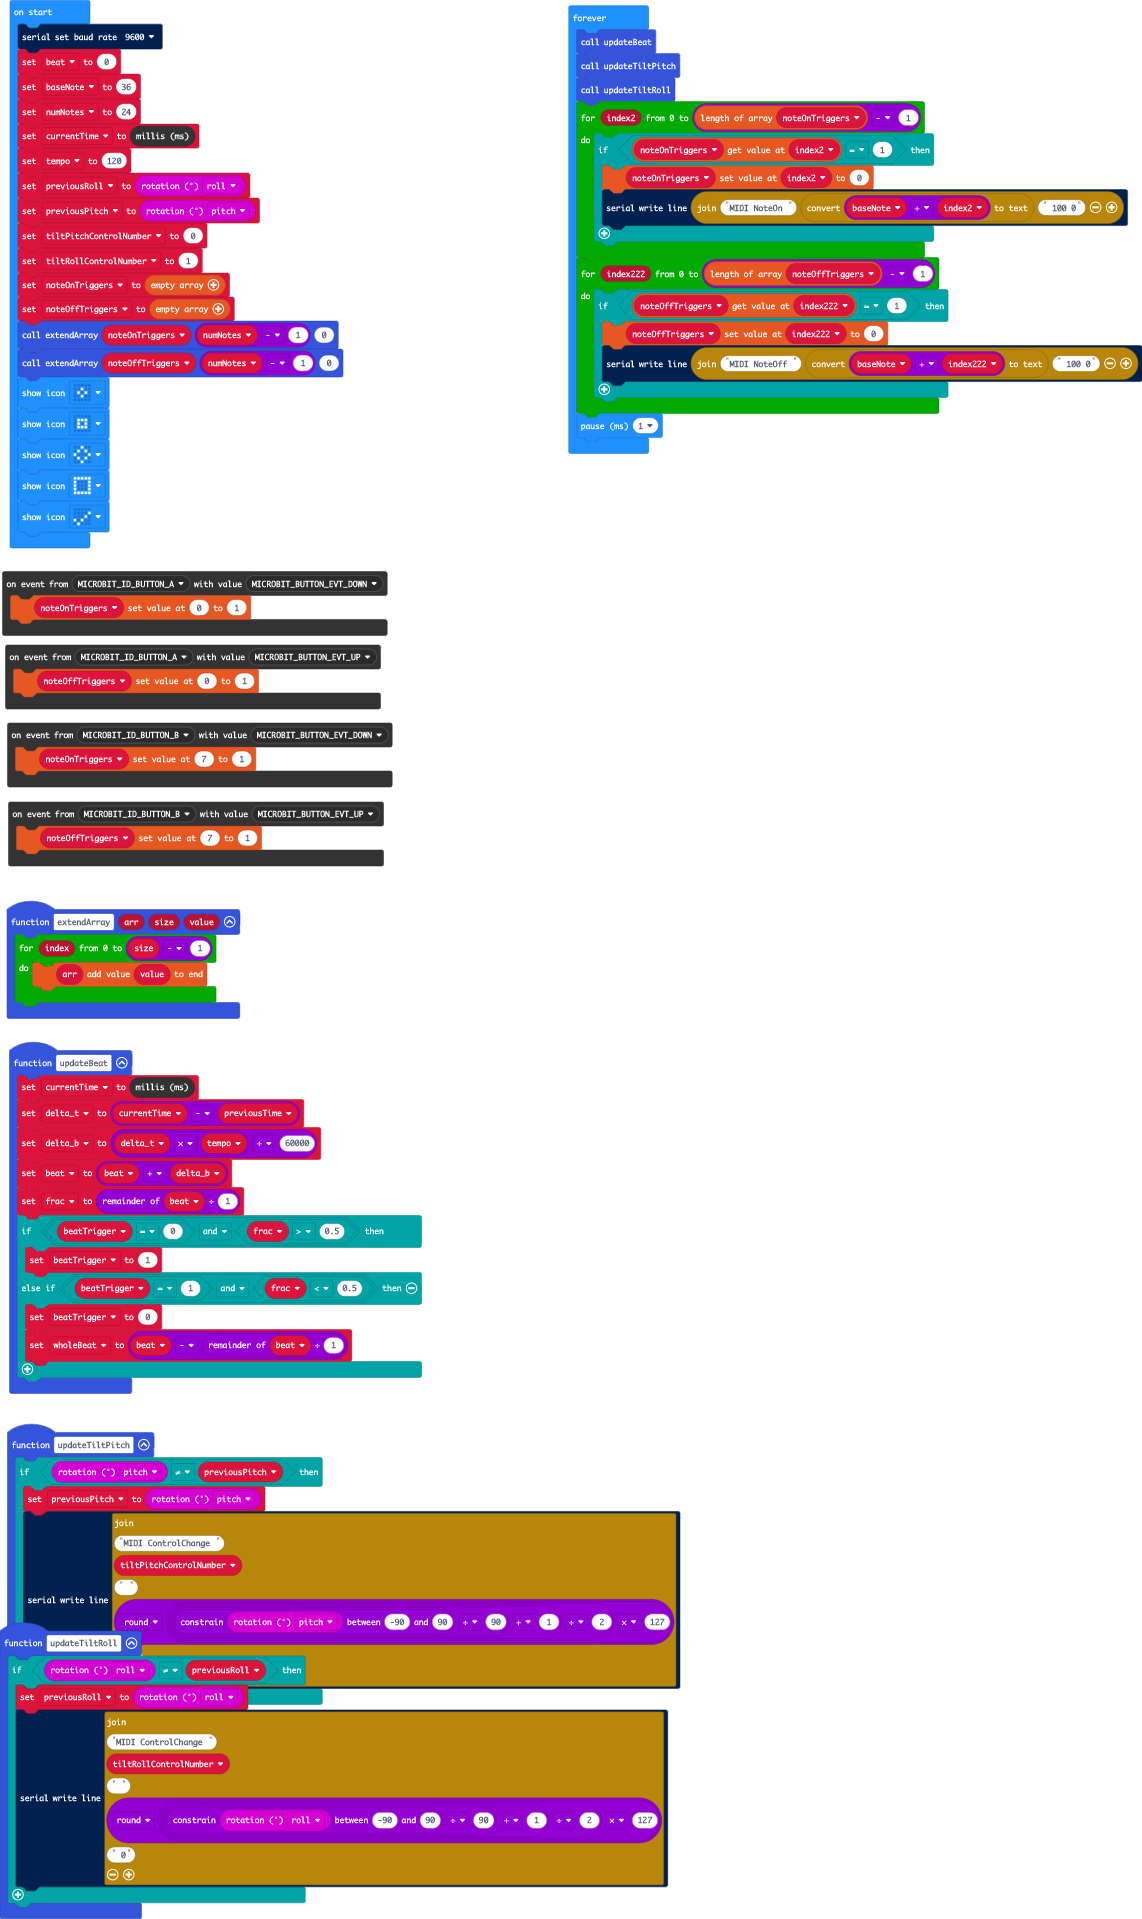 on start
serial set baud rate 9600
set beat to 0
set baseNote to 36
set numNotes to 24
set currentTime to millis (ms)
set tempo to 120
set previousRoll to rotation (°) roll
set previousPitch to rotation (°) pitch
set tiltPitchControlNumber to 0
set tiltRollControlNumber to 1
set noteOnTriggers to empty array
set noteOffTriggers to empty array
call extendArray noteOnTriggers numNotes - 1 0
call extendArray noteOffTriggers numNotes - 1 0
show icon
show icon
show icon
show icon
show icon
forever
call updateBeat
call updateTiltPitch
call updateTiltRoll
for index2 from 0 to length of array noteOnTriggers - 1
do
if noteOnTriggers get value at index2 = 1 then
noteOnTriggers set value at index2 to 0
serial write line join "MIDI NoteOn " convert baseNote + index2 to text " 100 0"
for index222 from 0 to length of array noteOffTriggers - 1
do
if noteOffTriggers get value at index222 = 1 then
noteOffTriggers set value at index222 to 0
serial write line join "MIDI NoteOff " convert baseNote + index222 to text " 100 0"
pause (ms) 1
on event from MICROBIT_ID_BUTTON_A with value MICROBIT_BUTTON_EVT_DOWN
noteOnTriggers set value at 0 to 1
on event from MICROBIT_ID_BUTTON_A with value MICROBIT_BUTTON_EVT_UP
noteOffTriggers set value at 0 to 1
on event from MICROBIT_ID_BUTTON_B with value MICROBIT_BUTTON_EVT_DOWN
noteOnTriggers set value at 7 to 1
on event from MICROBIT_ID_BUTTON_B with value MICROBIT_BUTTON_EVT_UP
noteOffTriggers set value at 7 to 1
function extendArray arr size value
for index from 0 to size - 1
do arr add value value to end
function updateBeat
set currentTime to millis (ms)
set delta_t to currentTime - previousTime
set delta_b to delta_t × tempo ÷ 60000
set beat to beat + delta_b
set frac to remainder of beat ÷ 1
if beatTrigger = 0 and frac > 0.5 then
set beatTrigger to 1
else if beatTrigger = 1 and frac < 0.5 then
set beatTrigger to 0
set wholeBeat to beat - remainder of beat ÷ 1
function updateTiltPitch
if rotation (°) pitch ≠ previousPitch then
set previousPitch to rotation (°) pitch
join
"MIDI ControlChange "
tiltPitchControlNumber
" "
serial write line
round constrain rotation (°) pitch between -90 and 90 ÷ 90 + 1 ÷ 2 × 127
function updateTiltRoll
if rotation (°) roll ≠ previousRoll then
set previousRoll to rotation (°) roll
join
"MIDI ControlChange "
tiltRollControlNumber
" "
serial write line
round constrain rotation (°) roll between -90 and 90 ÷ 90 + 1 ÷ 2 × 127
" 0"